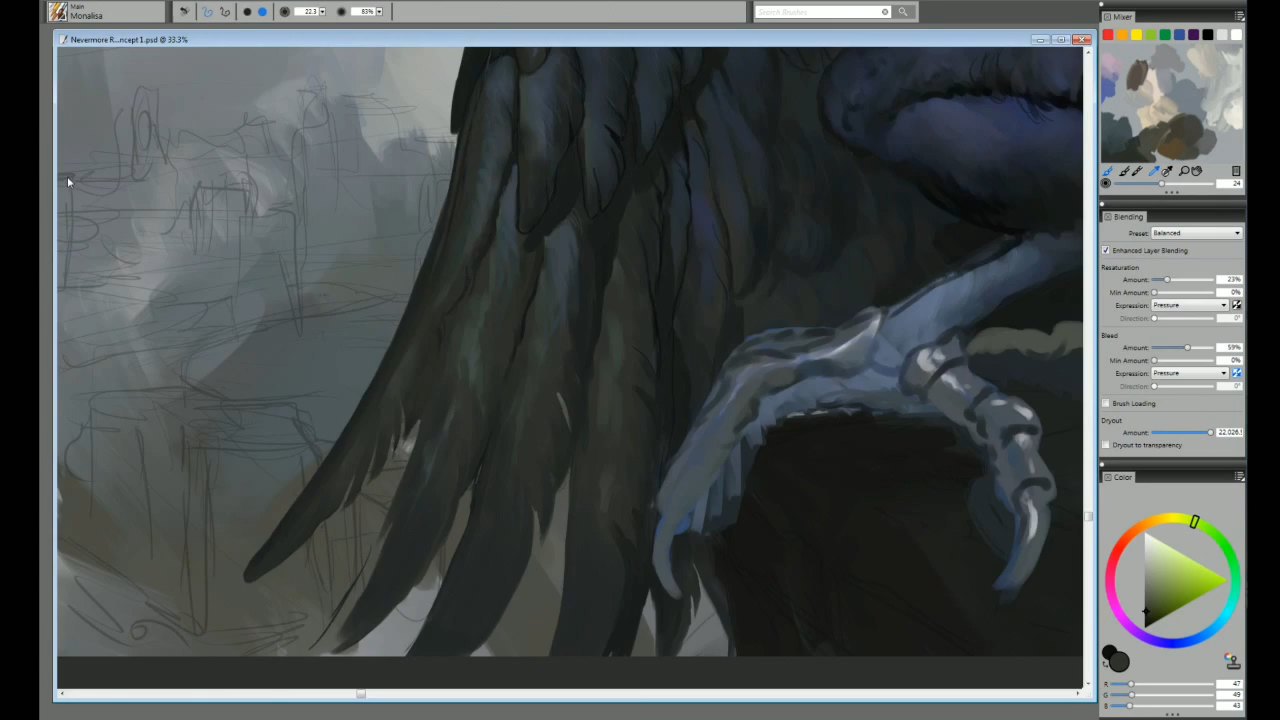 Main
Monalisa
22.3
83%
Search Brushes
Nevermore R...ncept 1.psd @ 33.3%
Mixer
24
Blending
Preset: Balanced
Enhanced Layer Blending
Resaturation
Amount: 23%
Min Amount: 0%
Expression: Pressure
Direction: 0°
Bleed
Amount: 59%
Min Amount: 0%
Expression: Pressure
Direction: 0°
Brush Loading
Dryout
Amount: 22,026.!
Dryout to transparency
Color
R 47
G 49
B 43